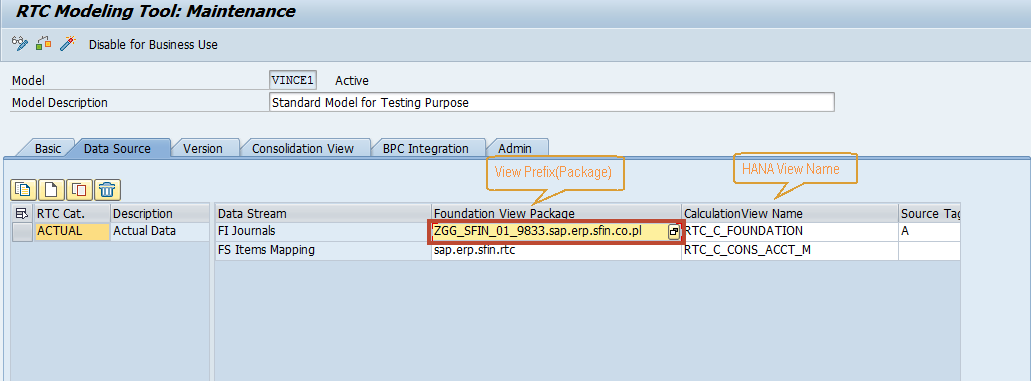 RTC Modeling Tool: Maintenance
Disable for Business Use
Model VINCE1 Active
Model Description Standard Model for Testing Purpose
Basic Data Source Version Consolidation View BPC Integration Admin
View Prefix(Package) HANA View Name
RTC Cat. Description Data Stream Foundation View Package CalculationView Name Source Tag
ACTUAL Actual Data FI Journals ZGG_SFIN_01_9833.sap.erp.sfin.co.pl RTC_C_FOUNDATION A
FS Items Mapping sap.erp.sfin.rtc RTC_C_CONS_ACCT_M